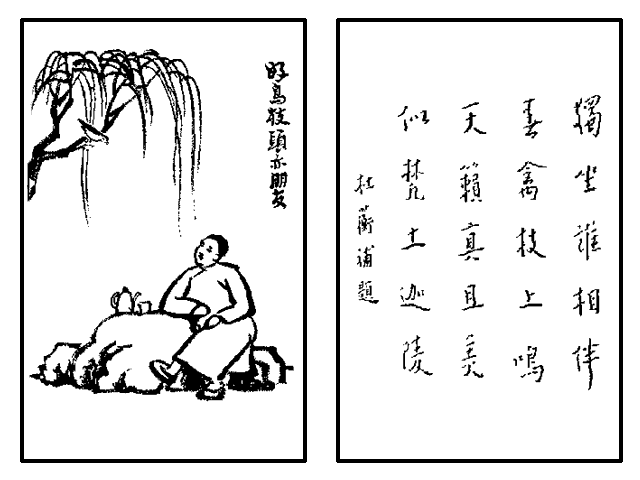 好鳥枝頭亦朋友
獨坐誰相伴
春禽枝上鳴
天籟真且美
似梵土迦陵
杜蘅補題